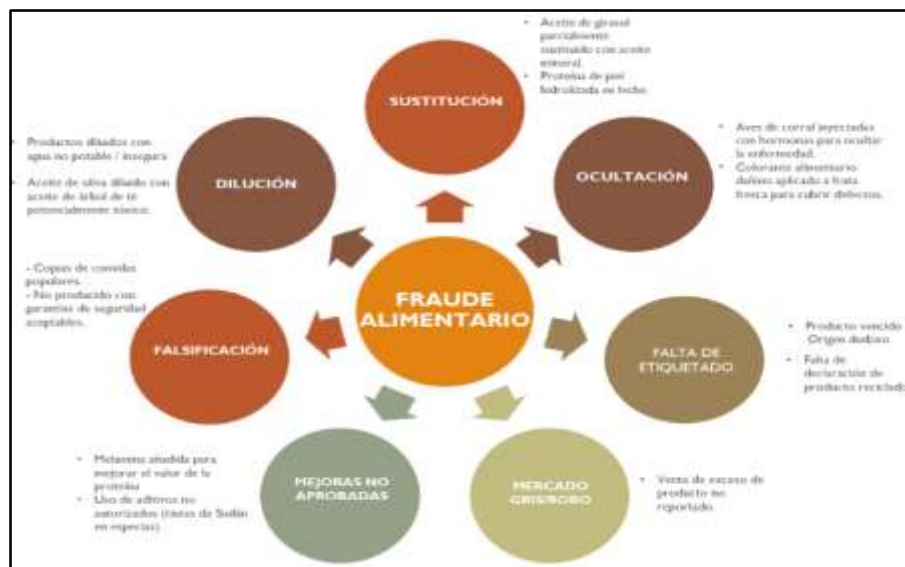 • Aceite de girasol
parcialmente
sustituido con aceite
mineral.
• Proteína de piel
hidrolizada en leche.
SUSTITUCIÓN
• Aves de corral inyectadas
con hormonas para ocultar
la enfermedad.
• Colorante alimentario
dañino aplicado a fruta
fresca para cubrir defectos.
OCULTACIÓN
• Producto vencido
Origen dudoso
• Falta de
declaración de
producto reciclado
FALTA DE
ETIQUETADO
• Venta de exceso de
producto no
reportado.
MERCADO
GRIS/ROBO
• Melamina añadida para
mejorar el valor de la
proteína
• Uso de aditivos no
autorizados (tintes de Sudán
en especias)
MEJORAS NO
APROBADAS
- Copias de comidas
populares.
- No producido con
garantías de seguridad
aceptables.
FALSIFICACIÓN
• Productos diluidos con
agua no potable / insegura
• Aceite de oliva diluido con
aceite de árbol de té
potencialmente tóxico.
DILUCIÓN
FRAUDE
ALIMENTARIO